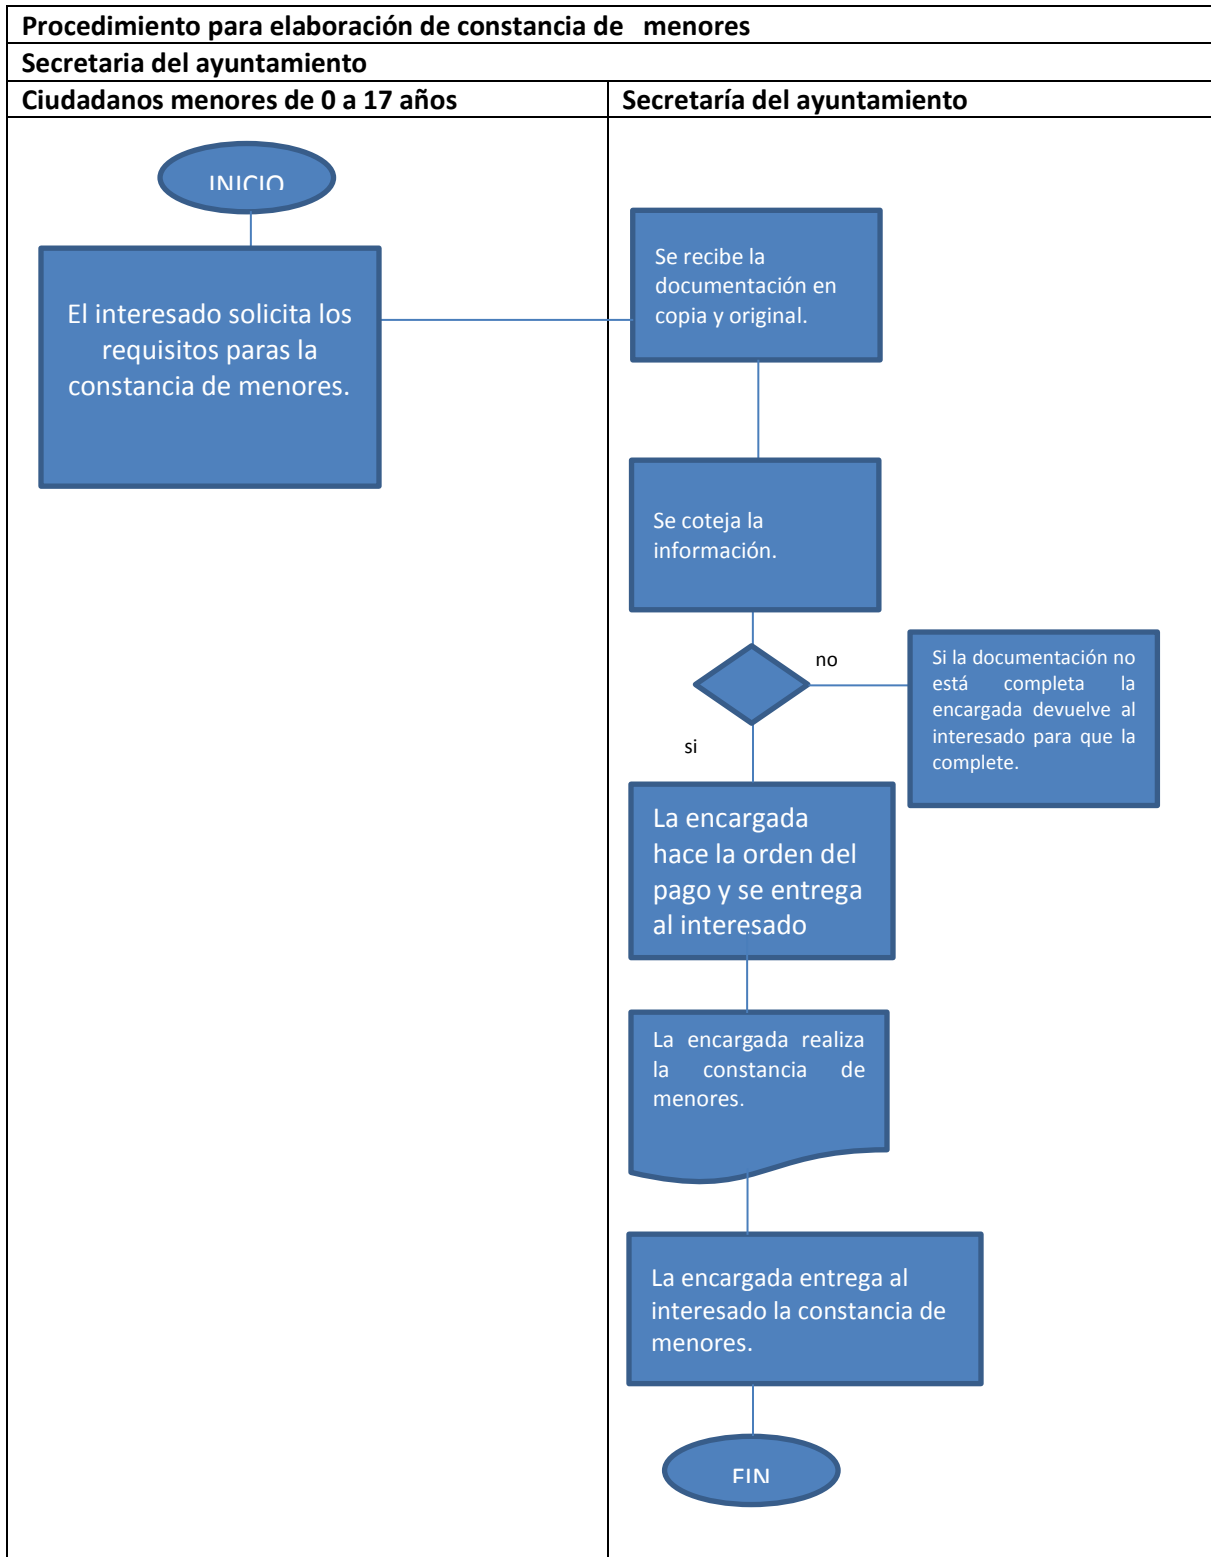 Procedimiento para elaboración de constancia de menores
Secretaria del ayuntamiento
Ciudadanos menores de 0 a 17 años
Secretaría del ayuntamiento
INICIO
El interesado solicita los
requisitos paras la
constancia de menores.
Se recibe la
documentación en
copia y original.
Se coteja la
información.
no
Si la documentación no
está completa la
encargada devuelve al
interesado para que la
complete.
si
La encargada
hace la orden del
pago y se entrega
al interesado
La encargada realiza
la constancia de
menores.
La encargada entrega al
interesado la constancia de
menores.
FIN